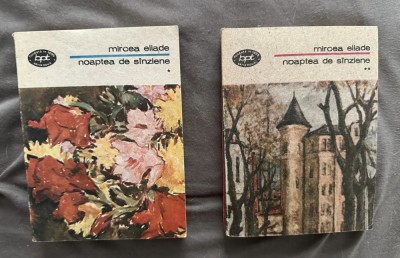 mircea eliade
noaptea de sînziene
*
bpt
mircea eliade
noaptea de sînziene
**
bpt